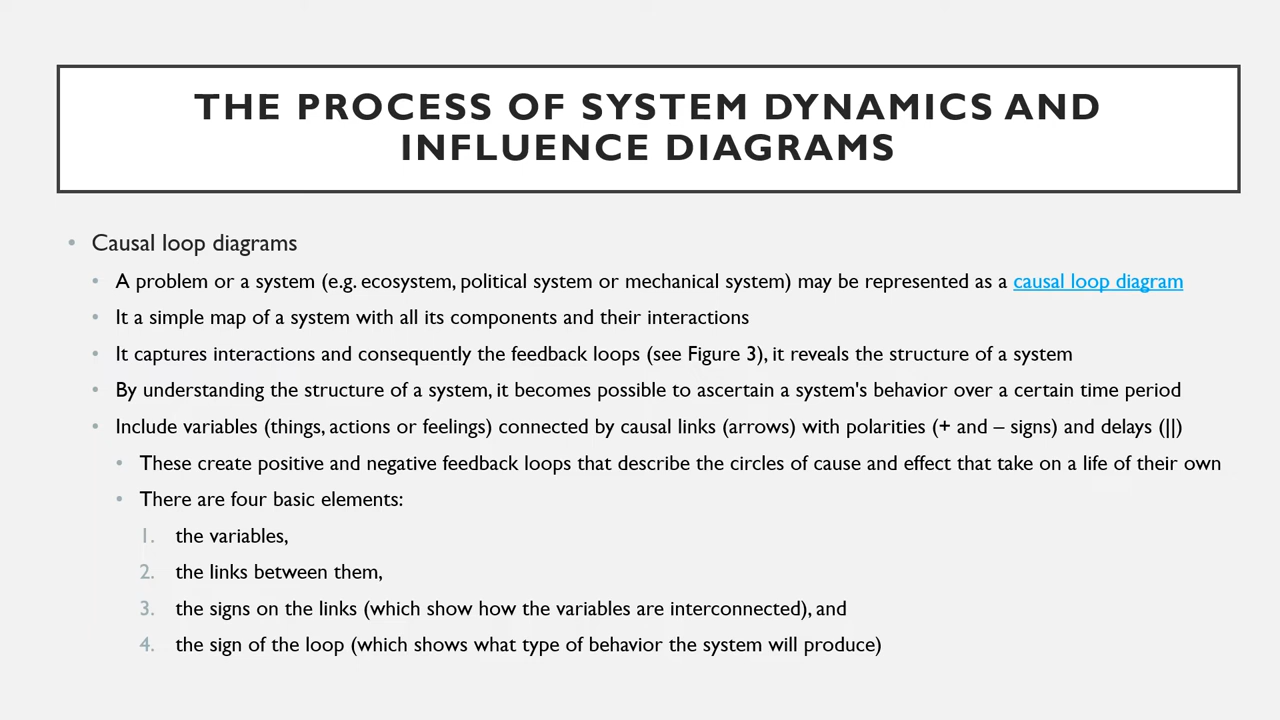 THE PROCESS OF SYSTEM DYNAMICS AND
INFLUENCE DIAGRAMS
• Causal loop diagrams
• A problem or a system (e.g. ecosystem, political system or mechanical system) may be represented as a causal loop diagram
• It a simple map of a system with all its components and their interactions
• It captures interactions and consequently the feedback loops (see Figure 3), it reveals the structure of a system
• By understanding the structure of a system, it becomes possible to ascertain a system's behavior over a certain time period
• Include variables (things, actions or feelings) connected by causal links (arrows) with polarities (+ and – signs) and delays (||)
• These create positive and negative feedback loops that describe the circles of cause and effect that take on a life of their own
• There are four basic elements:
1. the variables,
2. the links between them,
3. the signs on the links (which show how the variables are interconnected), and
4. the sign of the loop (which shows what type of behavior the system will produce)